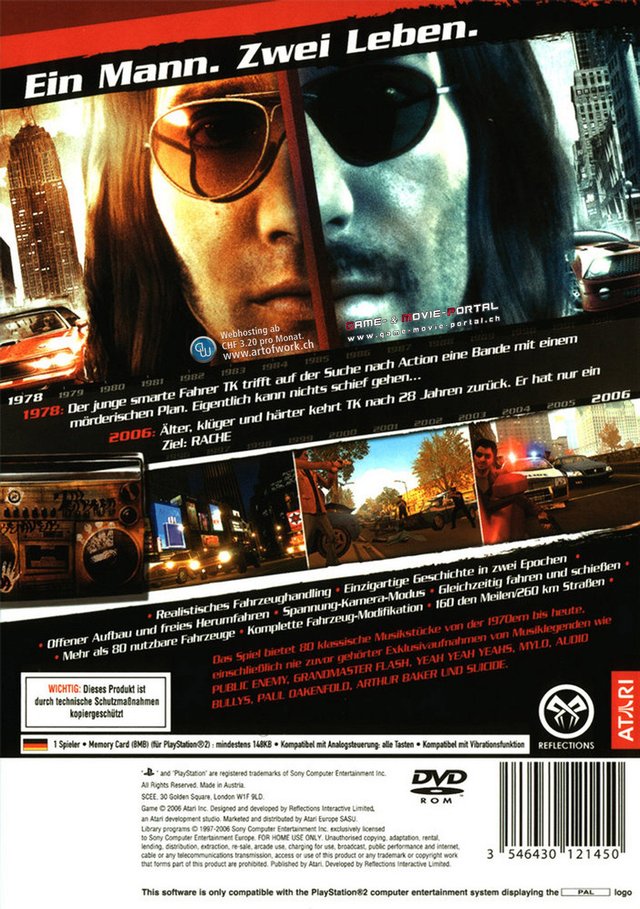 Ein Mann. Zwei Leben.
Webhosting ab
CHF 3.20 pro Monat.
www.artofwork.ch
GAME- & MOVIE-PORTAL
www.game-movie-portal.ch
1978 1979 1980 1981 1982 1983 1984 1985 1986 1987 1988 1989 1990
1978: Der junge smarte Fahrer TK trifft auf der Suche nach Action eine Bande mit einem
mörderischen Plan. Eigentlich kann nichts schief gehen...
2006: Älter, klüger und härter kehrt TK nach 28 Jahren zurück. Er hat nur ein
Ziel: RACHE
1998 1999 2000 2001 2002 2003 2004 2005 2006
• Realistisches Fahrzeughandling • Einzigartige Geschichte in zwei Epochen •
• Offener Aufbau und freies Herumfahren • Spannung-Kamera-Modus • Gleichzeitig fahren und schießen •
• Mehr als 80 nutzbare Fahrzeuge • Komplette Fahrzeug-Modifikation • 160 den Meilen/260 km Straßen •
Das Spiel bietet 80 klassische Musikstücke von der 1970em bis heute.
einschließlich nie zuvor gehörter Exklusivaufnahmen von Musiklegenden wie
PUBLIC ENEMY, GRANDMASTER FLASH, YEAH YEAH YEAHS, MYLO, AUDIO
BULLYS, PAUL OAKENFOLD, ARTHUR BAKER UND SUICIDE.
WICHTIG: Dieses Produkt ist
durch technische Schutzmaßnahmen
kopiergeschützt!
REFLECTIONS
ATARI
1 Spieler • Memory Card (8MB) (für PlayStation®2) : mindestens 148KB • Kompatibel mit Analogsteuerung: alle Tasten • Kompatibel mit Vibrationsfunktion
" " and "PlayStation" are registered trademarks of Sony Computer Entertainment Inc.
All Rights Reserved. Made in Austria.
SCEE, 30 Golden Square, London W1F 9LD.
Game © 2006 Atari Inc. Designed and developed by Reflections Interactive Limited,
an Atari development studio. Marketed and distributed by Atari Europe SASU.
Library programs © 1997-2006 Sony Computer Entertainment Inc. exclusively licensed
to Sony Computer Entertainment Europe. FOR HOME USE ONLY. Unauthorised copying, adaptation, rental,
lending, distribution, extraction, re-sale, arcade use, charging for use, broadcast, public performance and internet,
cable or any telecommunications transmission, access or use of this product or any trademark or copyright work
that forms part of this product are prohibited. Published by Atari. Developed by Reflections Interactive Limited.
DVD
ROM
3 546430 121450
This software is only compatible with the PlayStation®2 computer entertainment system displaying the PAL logo